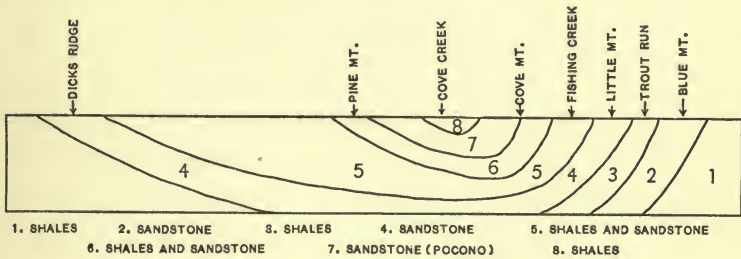 DICKS RIDGE
PINE MT.
COVE CREEK
COVE MT.
FISHING CREEK
LITTLE MT.
TROUT RUN
BLUE MT.
4 5 8 7 6 5 4 3 2 1
1. SHALES 2. SANDSTONE 3. SHALES 4. SANDSTONE 5. SHALES AND SANDSTONE
6. SHALES AND SANDSTONE 7. SANDSTONE (POCONO) 8. SHALES